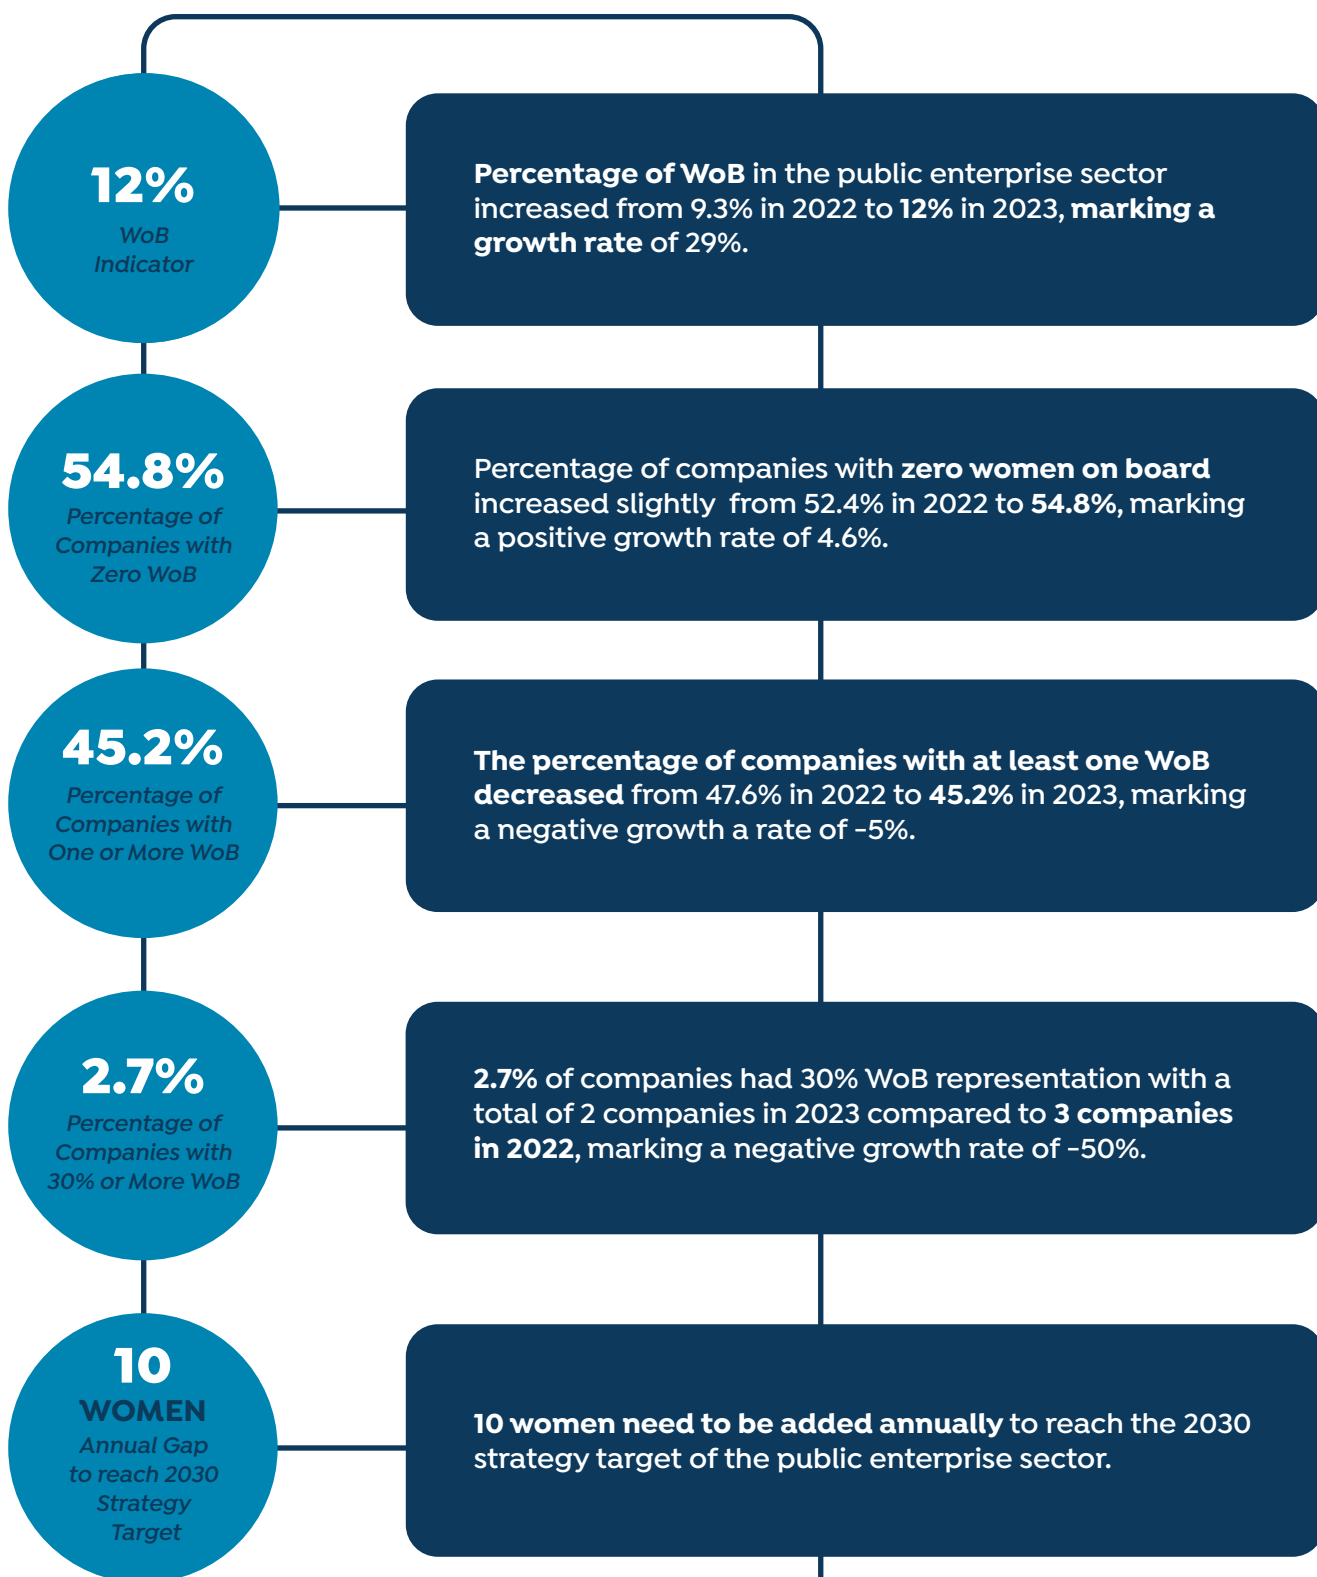 12%
WoB
Indicator
Percentage of WoB in the public enterprise sector
increased from 9.3% in 2022 to 12% in 2023, marking a
growth rate of 29%.
54.8%
Percentage of
Companies with
Zero WoB
Percentage of companies with zero women on board
increased slightly from 52.4% in 2022 to 54.8%, marking
a positive growth rate of 4.6%.
45.2%
Percentage of
Companies with
One or More WoB
The percentage of companies with at least one WoB
decreased from 47.6% in 2022 to 45.2% in 2023, marking
a negative growth a rate of -5%.
2.7%
Percentage of
Companies with
30% or More WoB
2.7% of companies had 30% WoB representation with a
total of 2 companies in 2023 compared to 3 companies
in 2022, marking a negative growth rate of -50%.
10
WOMEN
Annual Gap
to reach 2030
Strategy
Target
10 women need to be added annually to reach the 2030
strategy target of the public enterprise sector.